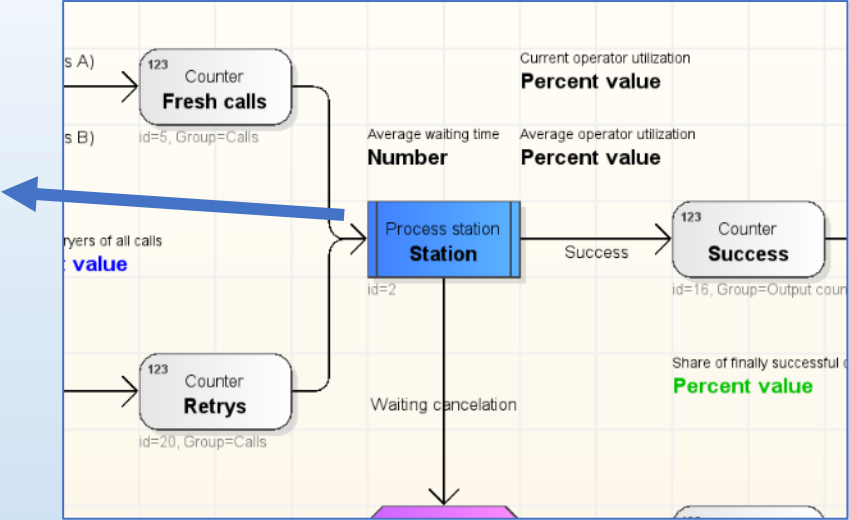 s A)
123
Counter
Fresh calls
id=5, Group=Calls
s B)
Current operator utilization
Percent value
Average waiting time
Number
Average operator utilization
Percent value
ryers of all calls
value
Process station
Station
id=2
Success
123
Counter
Success
id=16, Group=Output coun
Share of finally successful
Percent value
123
Counter
Retrys
id=20, Group=Calls
Waiting cancelation